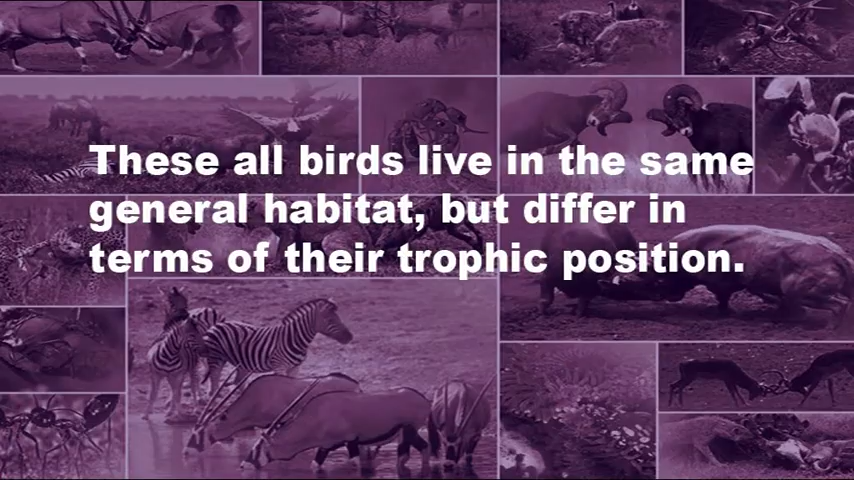 These all birds live in the same
general habitat, but differ in
terms of their trophic position.